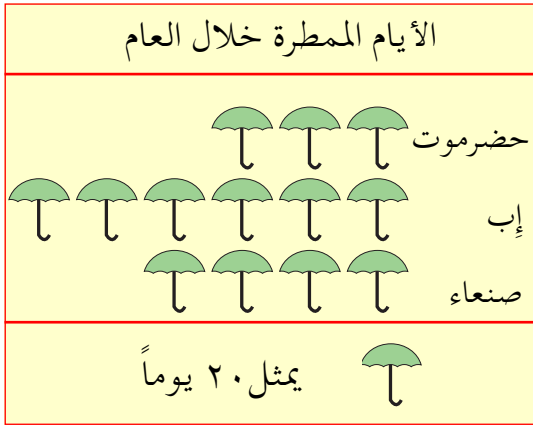 الأيام الممطرة خلال العام
حضرموت
إِب
صنعاء
يمثل ٢٠ يوماً